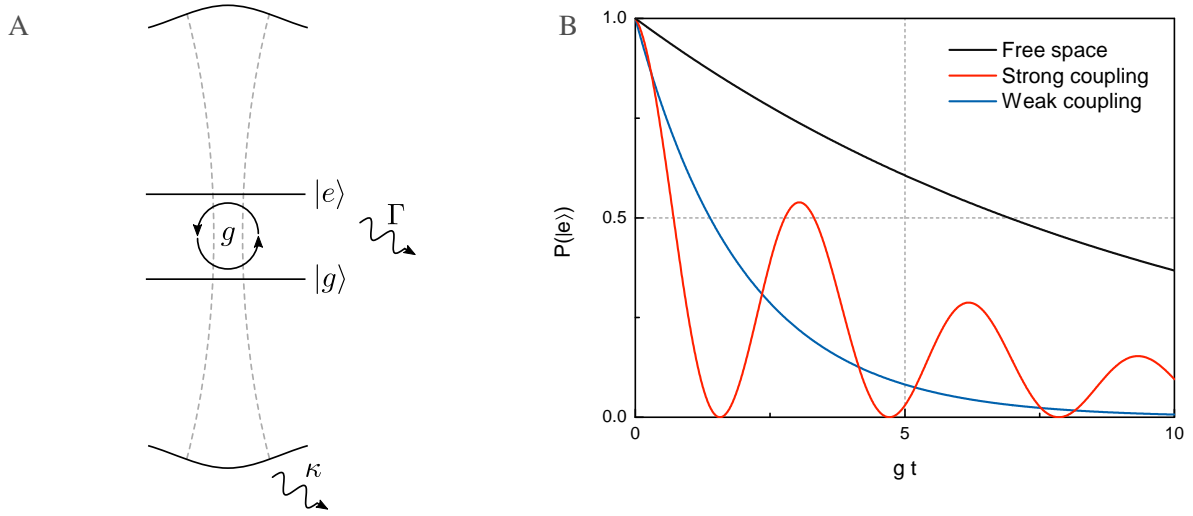 A
|e⟩
g
Γ
|g⟩
κ
B
1.0
Free space
Strong coupling
Weak coupling
P(|e⟩)
0.5
0.0
0
5
10
g t